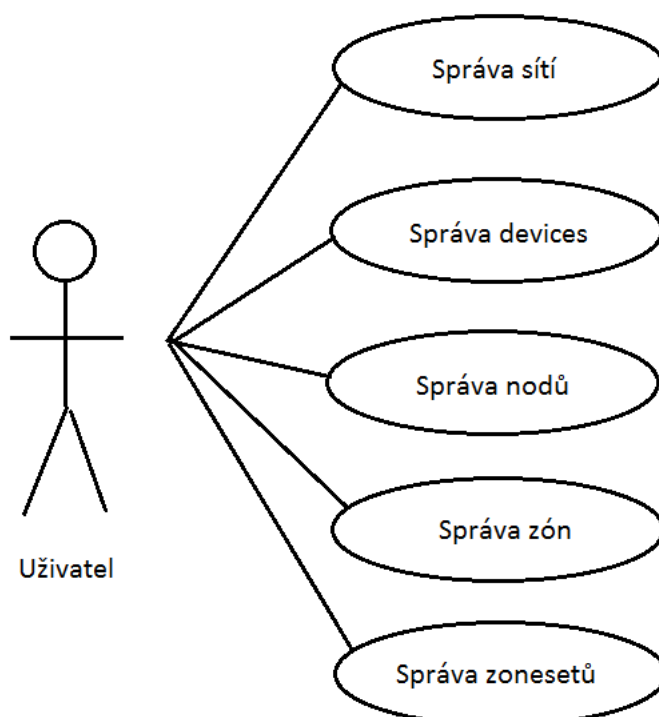 Správa sítí
Správa devices
Správa nodů
Správa zón
Správa zonesetů
Uživatel